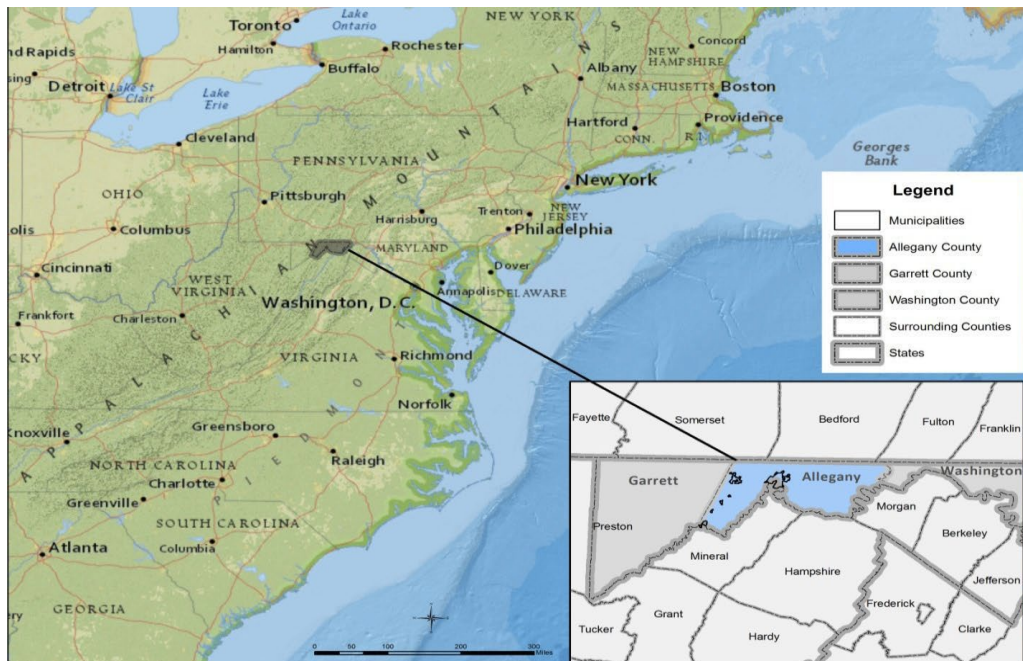 Toronto
Lake
Ontario
NEW YORK
Concord
nd Rapids
Hamilton
Rochester
NEW
HAMPSHIRE
sing
Detroit
Lake St
Clair
Buffalo
Albany
Lake
Erie
MASSACHUSETTS
Boston
Cleveland
Hartford
Providence
CONN.
R.I.
Georges
Bank
PENNSYLVANIA
New York
OHIO
Pittsburgh
Harrisburg
Trenton
NEW
JERSEY
olis
Columbus
Philadelphia
MARYLAND
Cincinnati
WEST
VIRGINIA
Dover
Annapolis
DELAWARE
Washington, D.C.
Frankfort
Charleston
CKY
VIRGINIA
Richmond
Norfolk
APPALACHIAN MOUNTAINS
PIEDMONT
Knoxville
Greensboro
Raleigh
NORTH CAROLINA
Charlotte
Greenville
SOUTH CAROLINA
Atlanta
Columbia
GEORGIA
ery
0 50 100 200 300
Miles
Legend
Municipalities
Allegany County
Garrett County
Washington County
Surrounding Counties
States
Fayette
Somerset
Bedford
Fulton
Franklin
Garrett
Allegany
Washington
Preston
Morgan
Mineral
Berkeley
Hampshire
Jefferson
Grant
Frederick
Tucker
Hardy
Clarke